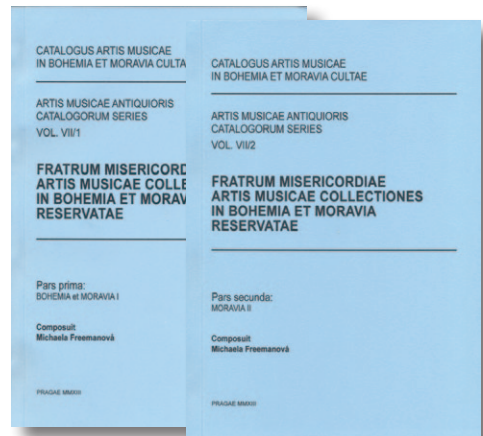 CATALOGUS ARTIS MUSICAE
IN BOHEMIA ET MORAVIA CULTA
ARTIS MUSICAE ANTIQUIORIS
CATALOGORUM SERIES
VOL. VII/1
FRATRUM MISERICORD
ARTIS MUSICAE COLLE
IN BOHEMIA ET MORAV
RESERVATAE
Pars prima:
BOHEMIA et MORAVIA I
Composuit
Michaela Freemanová
PRAGAE
CATALOGUS ARTIS MUSICAE
IN BOHEMIA ET MORAVIA CULTAE
ARTIS MUSICAE ANTIQUIORIS
CATALOGORUM SERIES
VOL. VII/2
FRATRUM MISERICORDIAE
ARTIS MUSICAE COLLECTIONES
IN BOHEMIA ET MORAVIA
RESERVATAE
Pars secunda:
MORAVIA II
Composuit
Michaela Freemanová
PRAGAE